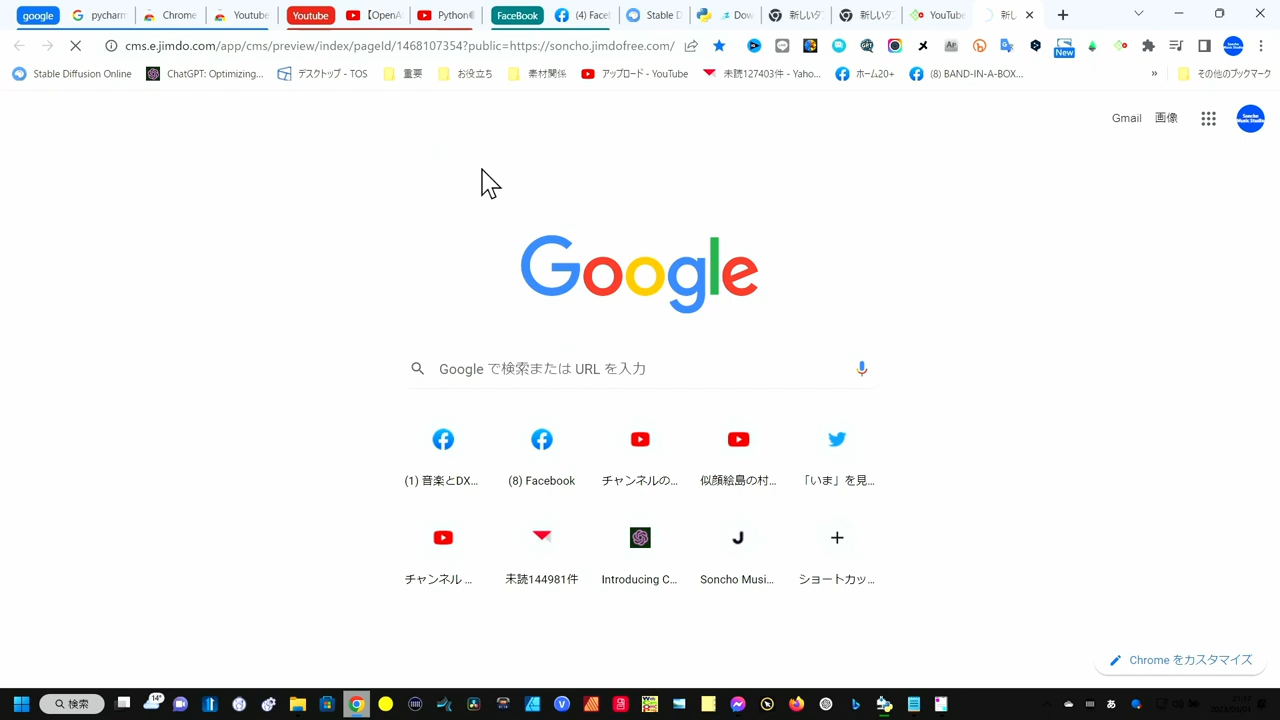 google pycharm Chrome Youtube Youtube 【OpenA Python FaceBook (4) Face Stable D Dow 新しいタ 新しいタ YouTube 新し
cms.e.jimdo.com/app/cms/preview/index/pageId/1468107354?public=https://soncho.jimdofree.com/
New
Stable Diffusion Online ChatGPT: Optimizing... デスクトップ - TOS 重要 お役立ち 素材関係 アップロード - YouTube 未読127403件 - Yaho... ホーム20+ (8) BAND-IN-A-BOX... » その他のブックマーク
Gmail 画像
Soncho
Music Studio
Google
Google で検索または URL を入力
(1) 音楽とDX... (8) Facebook チャンネルの... 似顔絵島の村... 「いま」を見...
チャンネル ... 未読144981件 Introducing C... Soncho Musi... ショートカッ...
Chrome をカスタマイズ
検索 14° あ